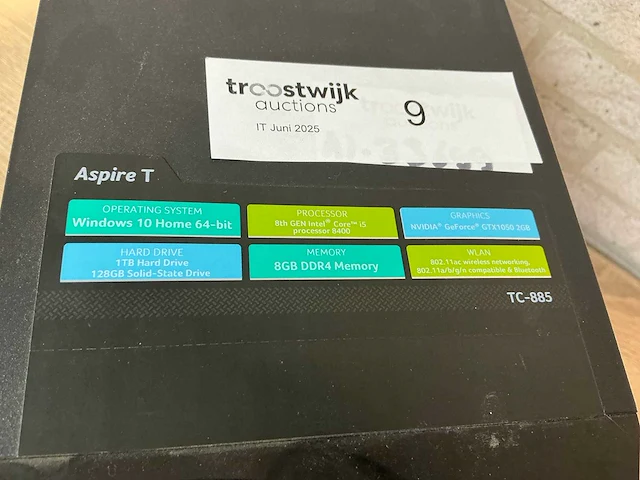 troostwijk
auctions
9
IT Juni 2025
Aspire T
OPERATING SYSTEM
Windows 10 Home 64-bit
PROCESSOR
8th GEN Intel® Core™ i5
processor 8400
GRAPHICS
NVIDIA® GeForce® GTX1050 2GB
HARD DRIVE
1TB Hard Drive
128GB Solid-State Drive
MEMORY
8GB DDR4 Memory
WLAN
802.11ac wireless networking,
802.11a/b/g/n compatible & Bluetooth
TC-885